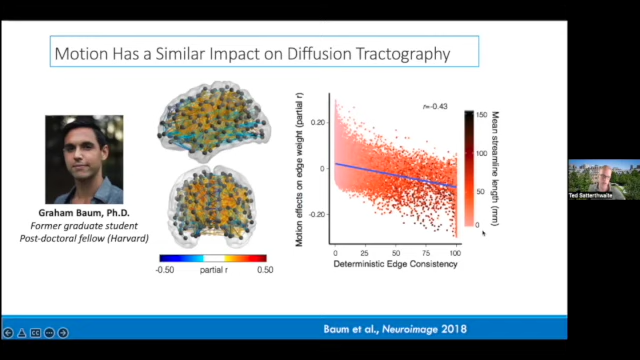 Motion Has a Similar Impact on Diffusion Tractography
Graham Baum, Ph.D.
Former graduate student
Post-doctoral fellow (Harvard)
-0.50
partial r
0.50
Motion effects on edge weight (partial r)
0.20
0
-0.20
r=-0.43
0
25
50
75
100
Deterministic Edge Consistency
150
100
50
0
Mean streamline length (mm)
Ted Satterthwaite
Baum et al., Neuroimage 2018